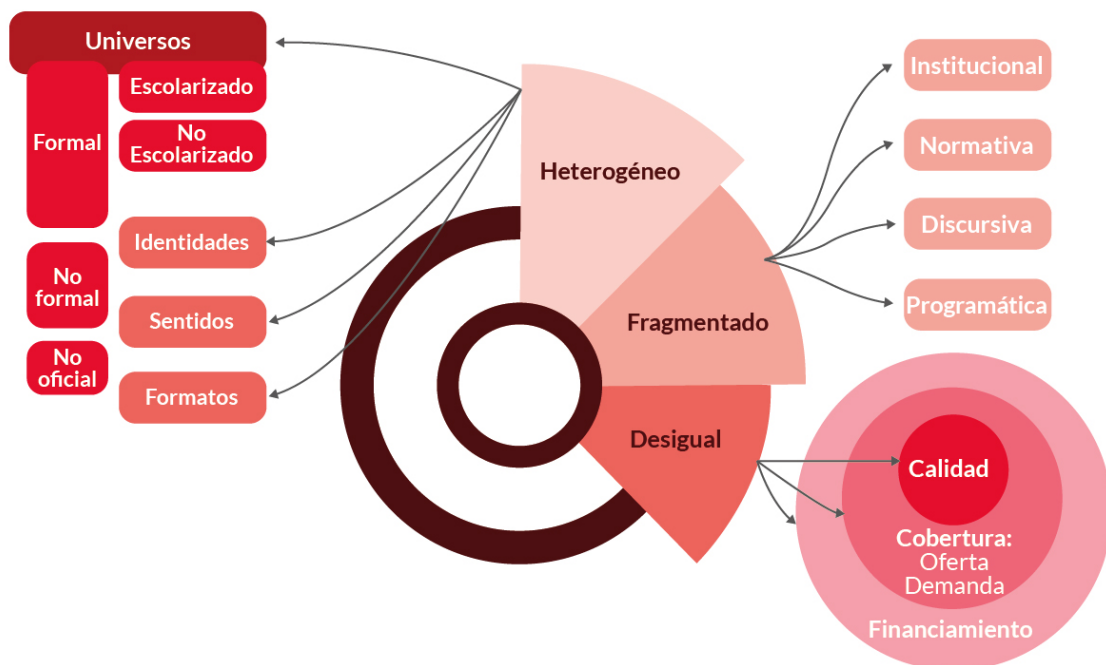 Universos
Formal
Escolarizado
No
Escolarizado
Identidades
No
formal
Sentidos
No
oficial
Formatos
Heterogéneo
Fragmentado
Desigual
Institucional
Normativa
Discursiva
Programática
Calidad
Cobertura:
Oferta
Demanda
Financiamiento